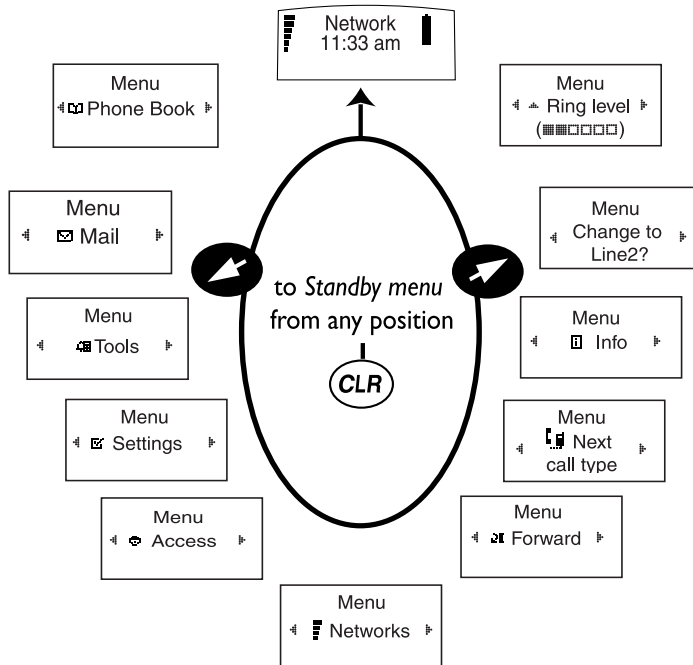 Network
11:33 am
Menu
Phone Book
Menu
Ring level
( )
Menu
Mail
Menu
Change to
Line2?
to Standby menu
from any position
CLR
Menu
Tools
Menu
Info
Menu
Settings
Menu
Next
call type
Menu
Access
Menu
Forward
Menu
Networks